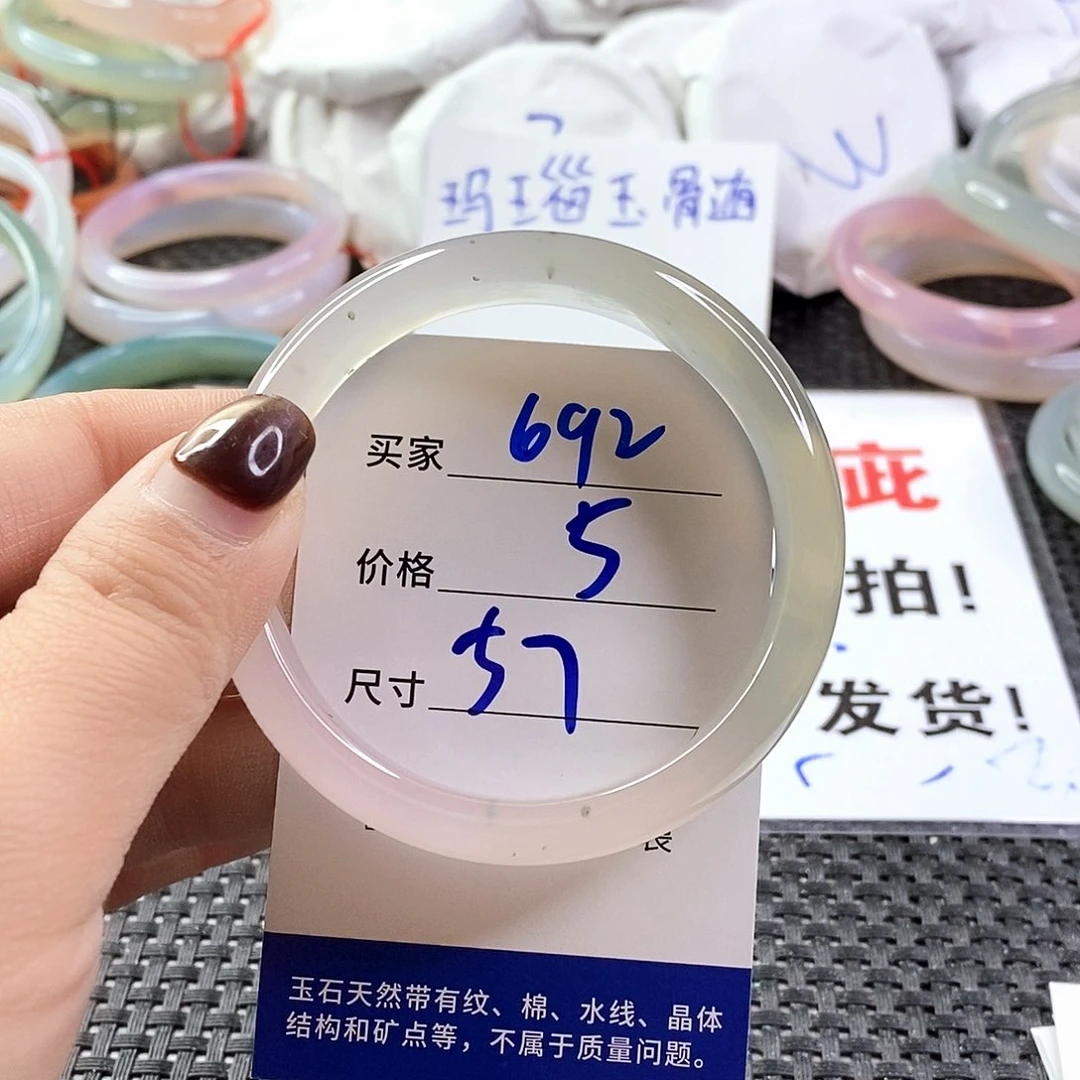 玛瑙玉骨髓
买家 692
价格 5
尺寸 57
疵
拍!
发货!
玉石天然带有纹、棉、水线、晶体
结构和矿点等，不属于质量问题。